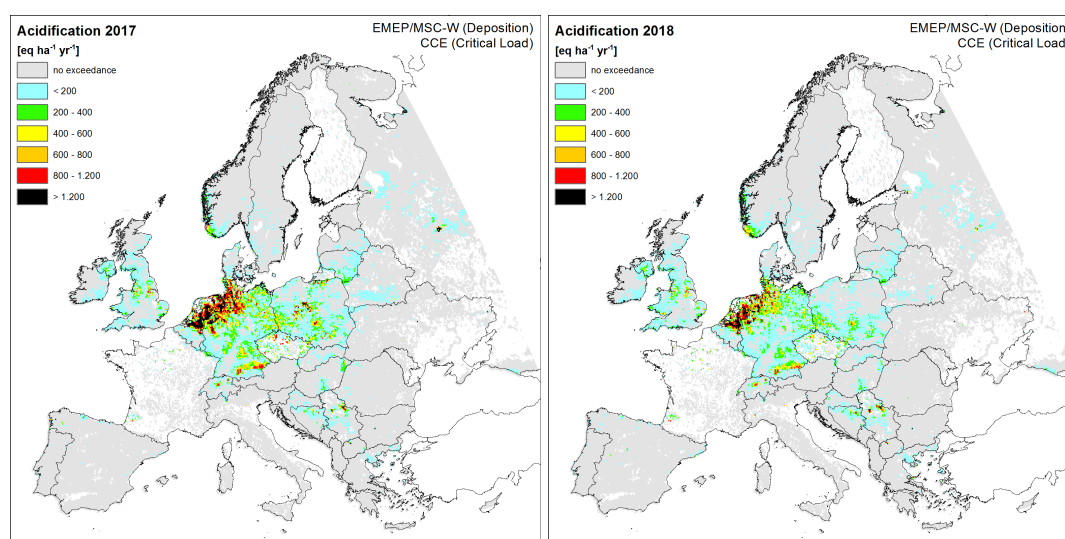 Acidification 2017
[eq ha⁻¹ yr⁻¹]
no exceedance
< 200
200 - 400
400 - 600
600 - 800
800 - 1.200
> 1.200
EMEP/MSC-W (Deposition)
CCE (Critical Load)
Acidification 2018
[eq ha⁻¹ yr⁻¹]
no exceedance
< 200
200 - 400
400 - 600
600 - 800
800 - 1.200
> 1.200
EMEP/MSC-W (Deposition)
CCE (Critical Load)